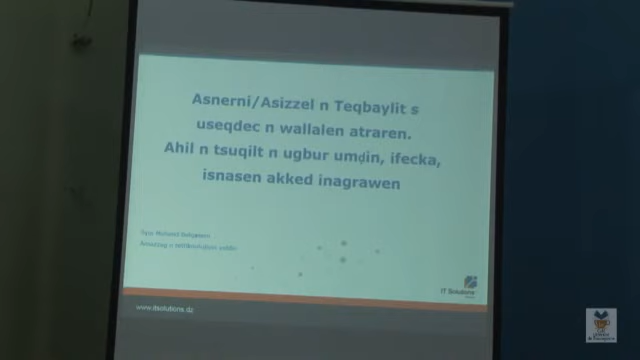 Asnerni/Asizzel n Teqbaylit s
useqdec n wallalen atraren.
Ahil n tsuqilt n ugbur umḍin, ifecka,
isnasen akked inagrawen
IT Solutions
www.itsolutions.dz